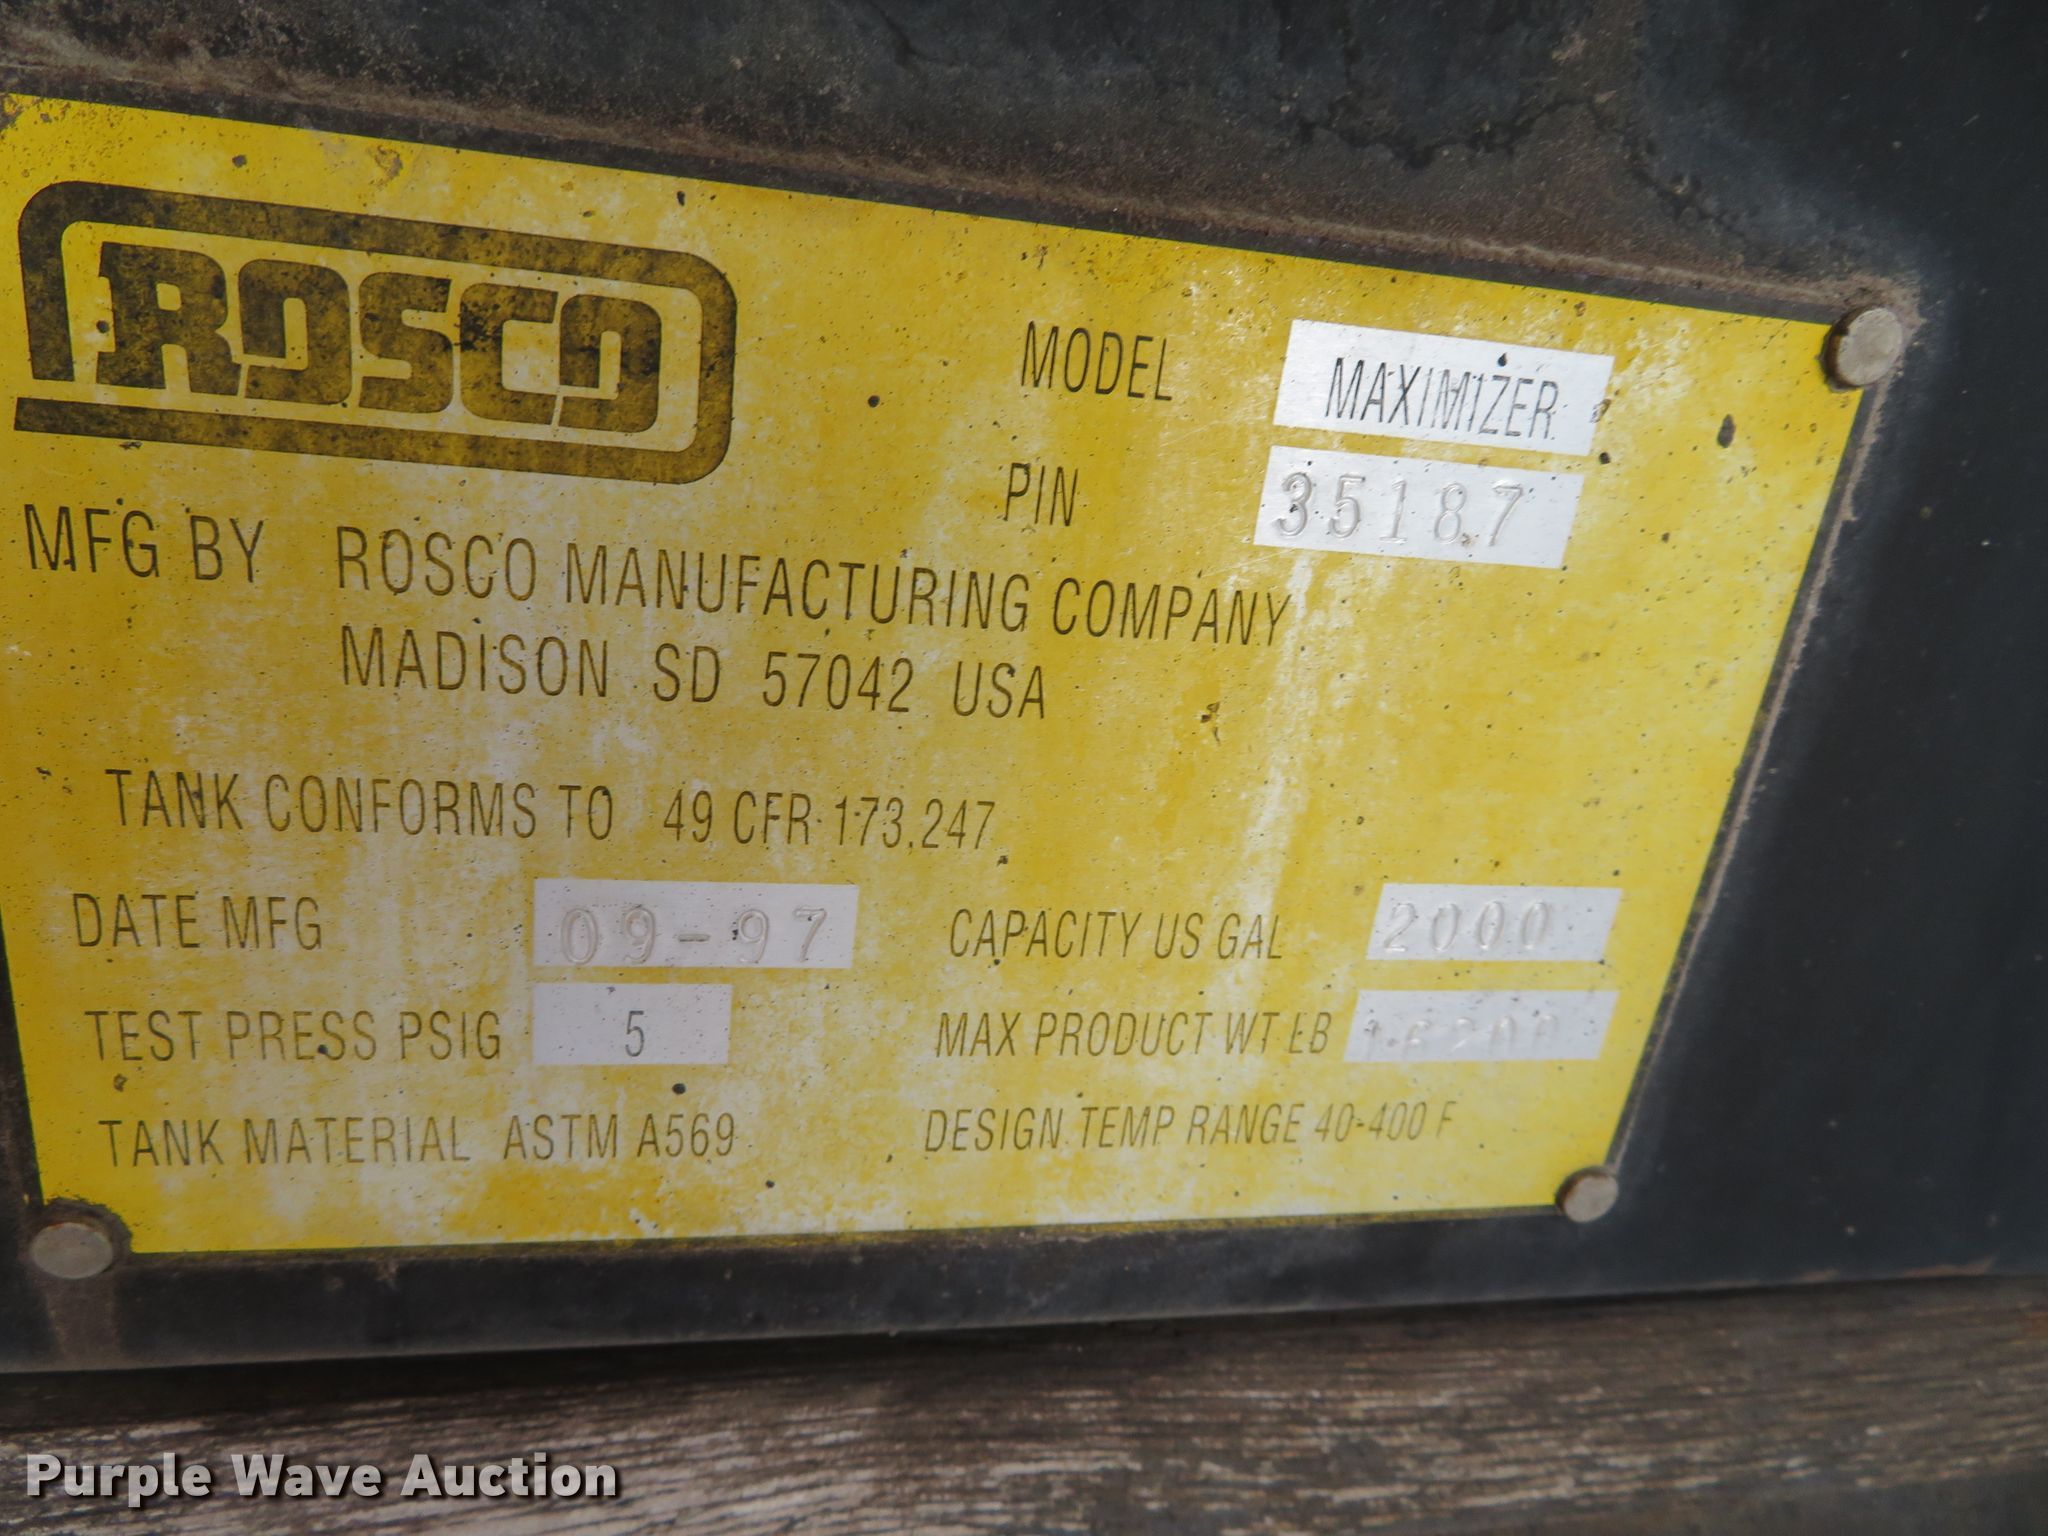 ROSCO
MODEL MAXIMIZER
PIN 35187
MFG BY ROSCO MANUFACTURING COMPANY
MADISON SD 57042 USA
TANK CONFORMS TO 49 CFR 173.247
DATE MFG 09-97
CAPACITY US GAL 2000
TEST PRESS PSIG 5
MAX PRODUCT WT LB
TANK MATERIAL ASTM A569
DESIGN TEMP RANGE 40-400 F
Purple Wave Auction